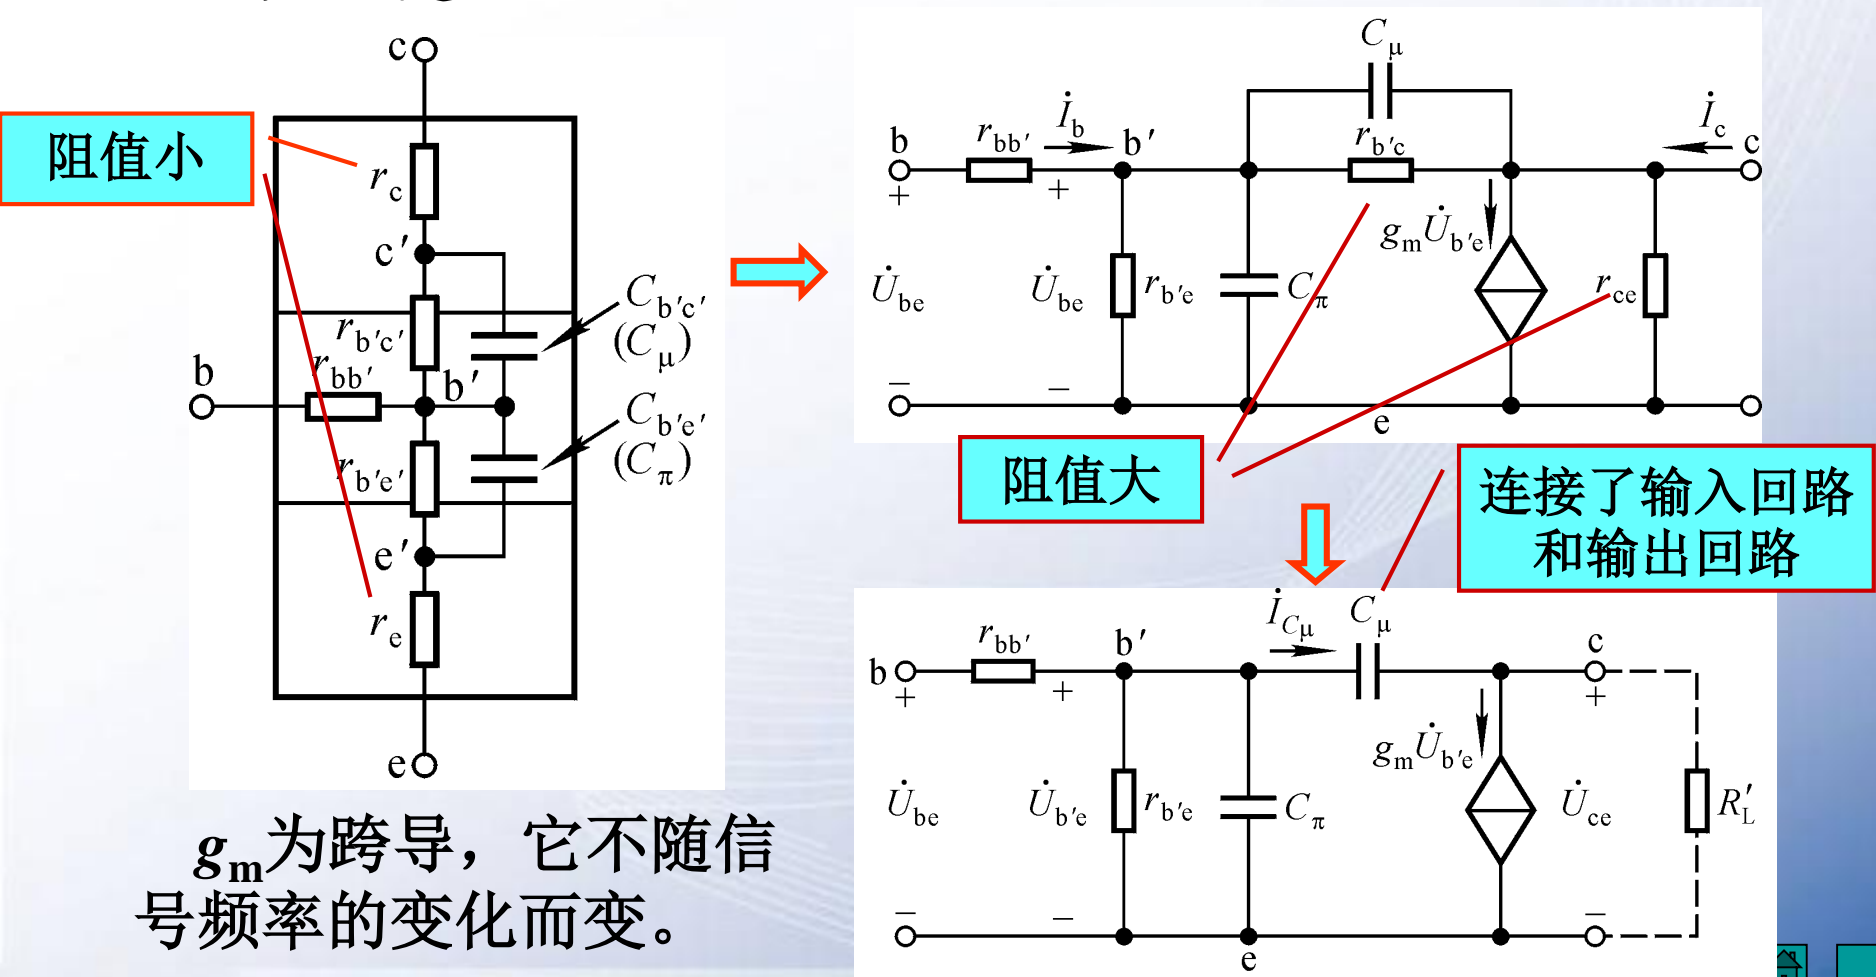 c
阻值小
r_c
c′
C_b′c′
(C_μ)
r_b′c′
r_bb′
b
b′
C_b′e′
(C_π)
r_b′e′
e′
r_e
e
g_m为跨导，它不随信
号频率的变化而变。
C_μ
b r_bb′ İ_b b′ r_b′c İ_c c
+ +
g_m U̇_b′e
U̇_be U̇_be r_b′e C_π r_ce
− −
e
阻值大
连接了输入回路
和输出回路
İ_Cμ C_μ
b r_bb′ b′ c
+ + +
g_m U̇_b′e
U̇_be U̇_b′e r_b′e C_π U̇_ce R′_L
− − −
e